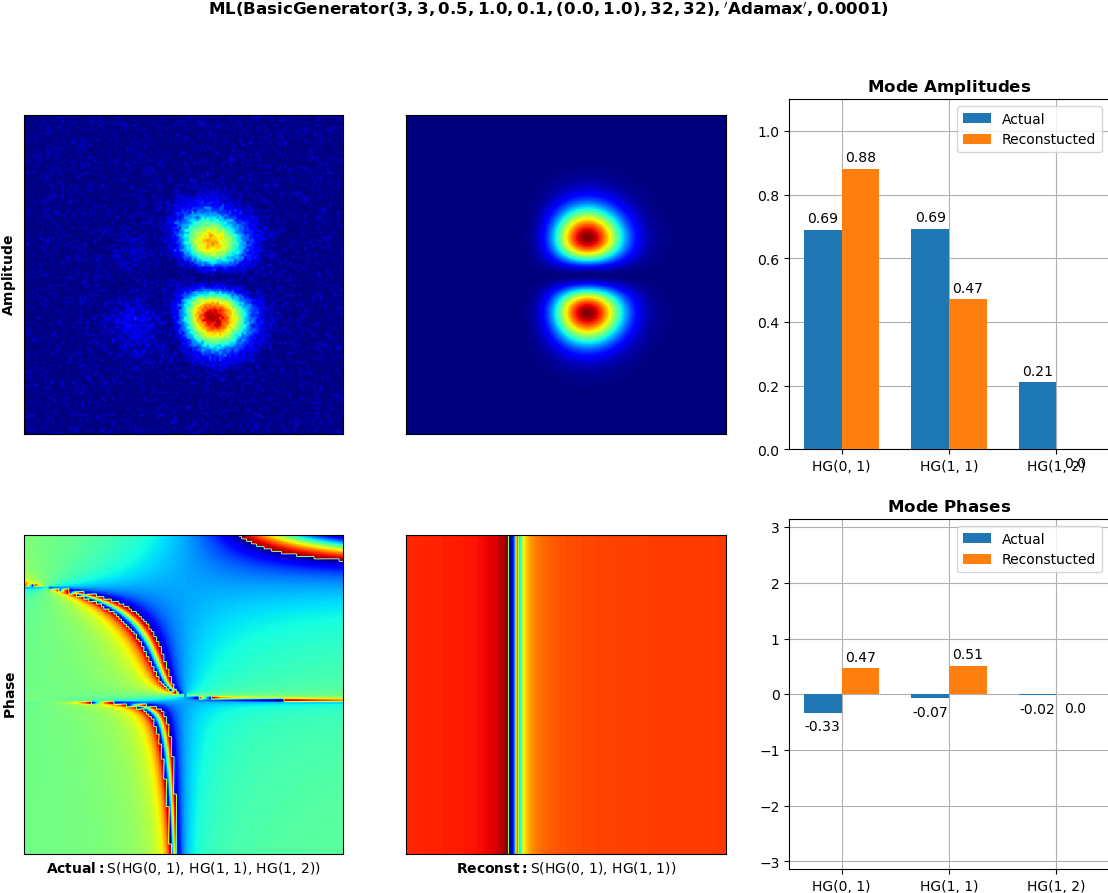 ML(BasicGenerator(3, 3, 0.5, 1.0, 0.1, (0.0, 1.0), 32, 32), ′Adamax′, 0.0001)
Amplitude
Mode Amplitudes
Actual
Reconstucted
1.0
0.8
0.6
0.4
0.2
0.0
0.69
0.88
0.69
0.47
0.21
0.0
HG(0, 1)
HG(1, 1)
HG(1, 2)
Phase
Actual: S(HG(0, 1), HG(1, 1), HG(1, 2))
Reconst: S(HG(0, 1), HG(1, 1))
Mode Phases
Actual
Reconstucted
3
2
1
0
−1
−2
−3
-0.33
0.47
-0.07
0.51
-0.02
0.0
HG(0, 1)
HG(1, 1)
HG(1, 2)